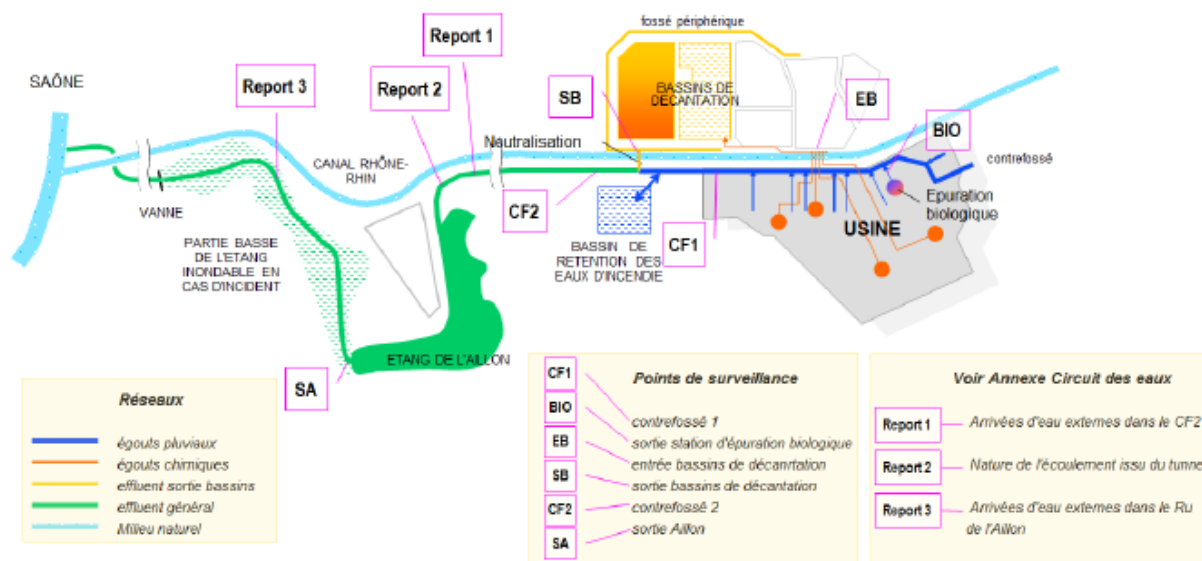 fossé périphérique
Report 1
SAÔNE
Report 3
Report 2
SB
BASSINS DE
DÉCANTATION
EB
BIO
Neutralisation
contrefossé
CANAL RHÔNE-
RHIN
VANNE
CF2
Epuration
biologique
USINE
CF1
PARTIE BASSE
DE L'ETANG
INONDABLE EN
CAS D'INCIDENT
BASSIN DE
RETENTION DES
EAUX D'INCENDIE
ETANG DE L'AILLON
SA
Réseaux
égouts pluviaux
égouts chimiques
effluent sortie bassins
effluent général
Milieu naturel
Points de surveillance
CF1
contrefossé 1
BIO
sortie station d'épuration biologique
EB
entrée bassins de décanrtation
SB
sortie bassins de décantation
CF2
contrefossé 2
SA
sortie Aillon
Voir Annexe Circuit des eaux
Report 1
Arrivées d'eau externes dans le CF2
Report 2
Nature de l'écoulement issu du tunne
Report 3
Arrivées d'eau externes dans le Ru
de l'Aillon